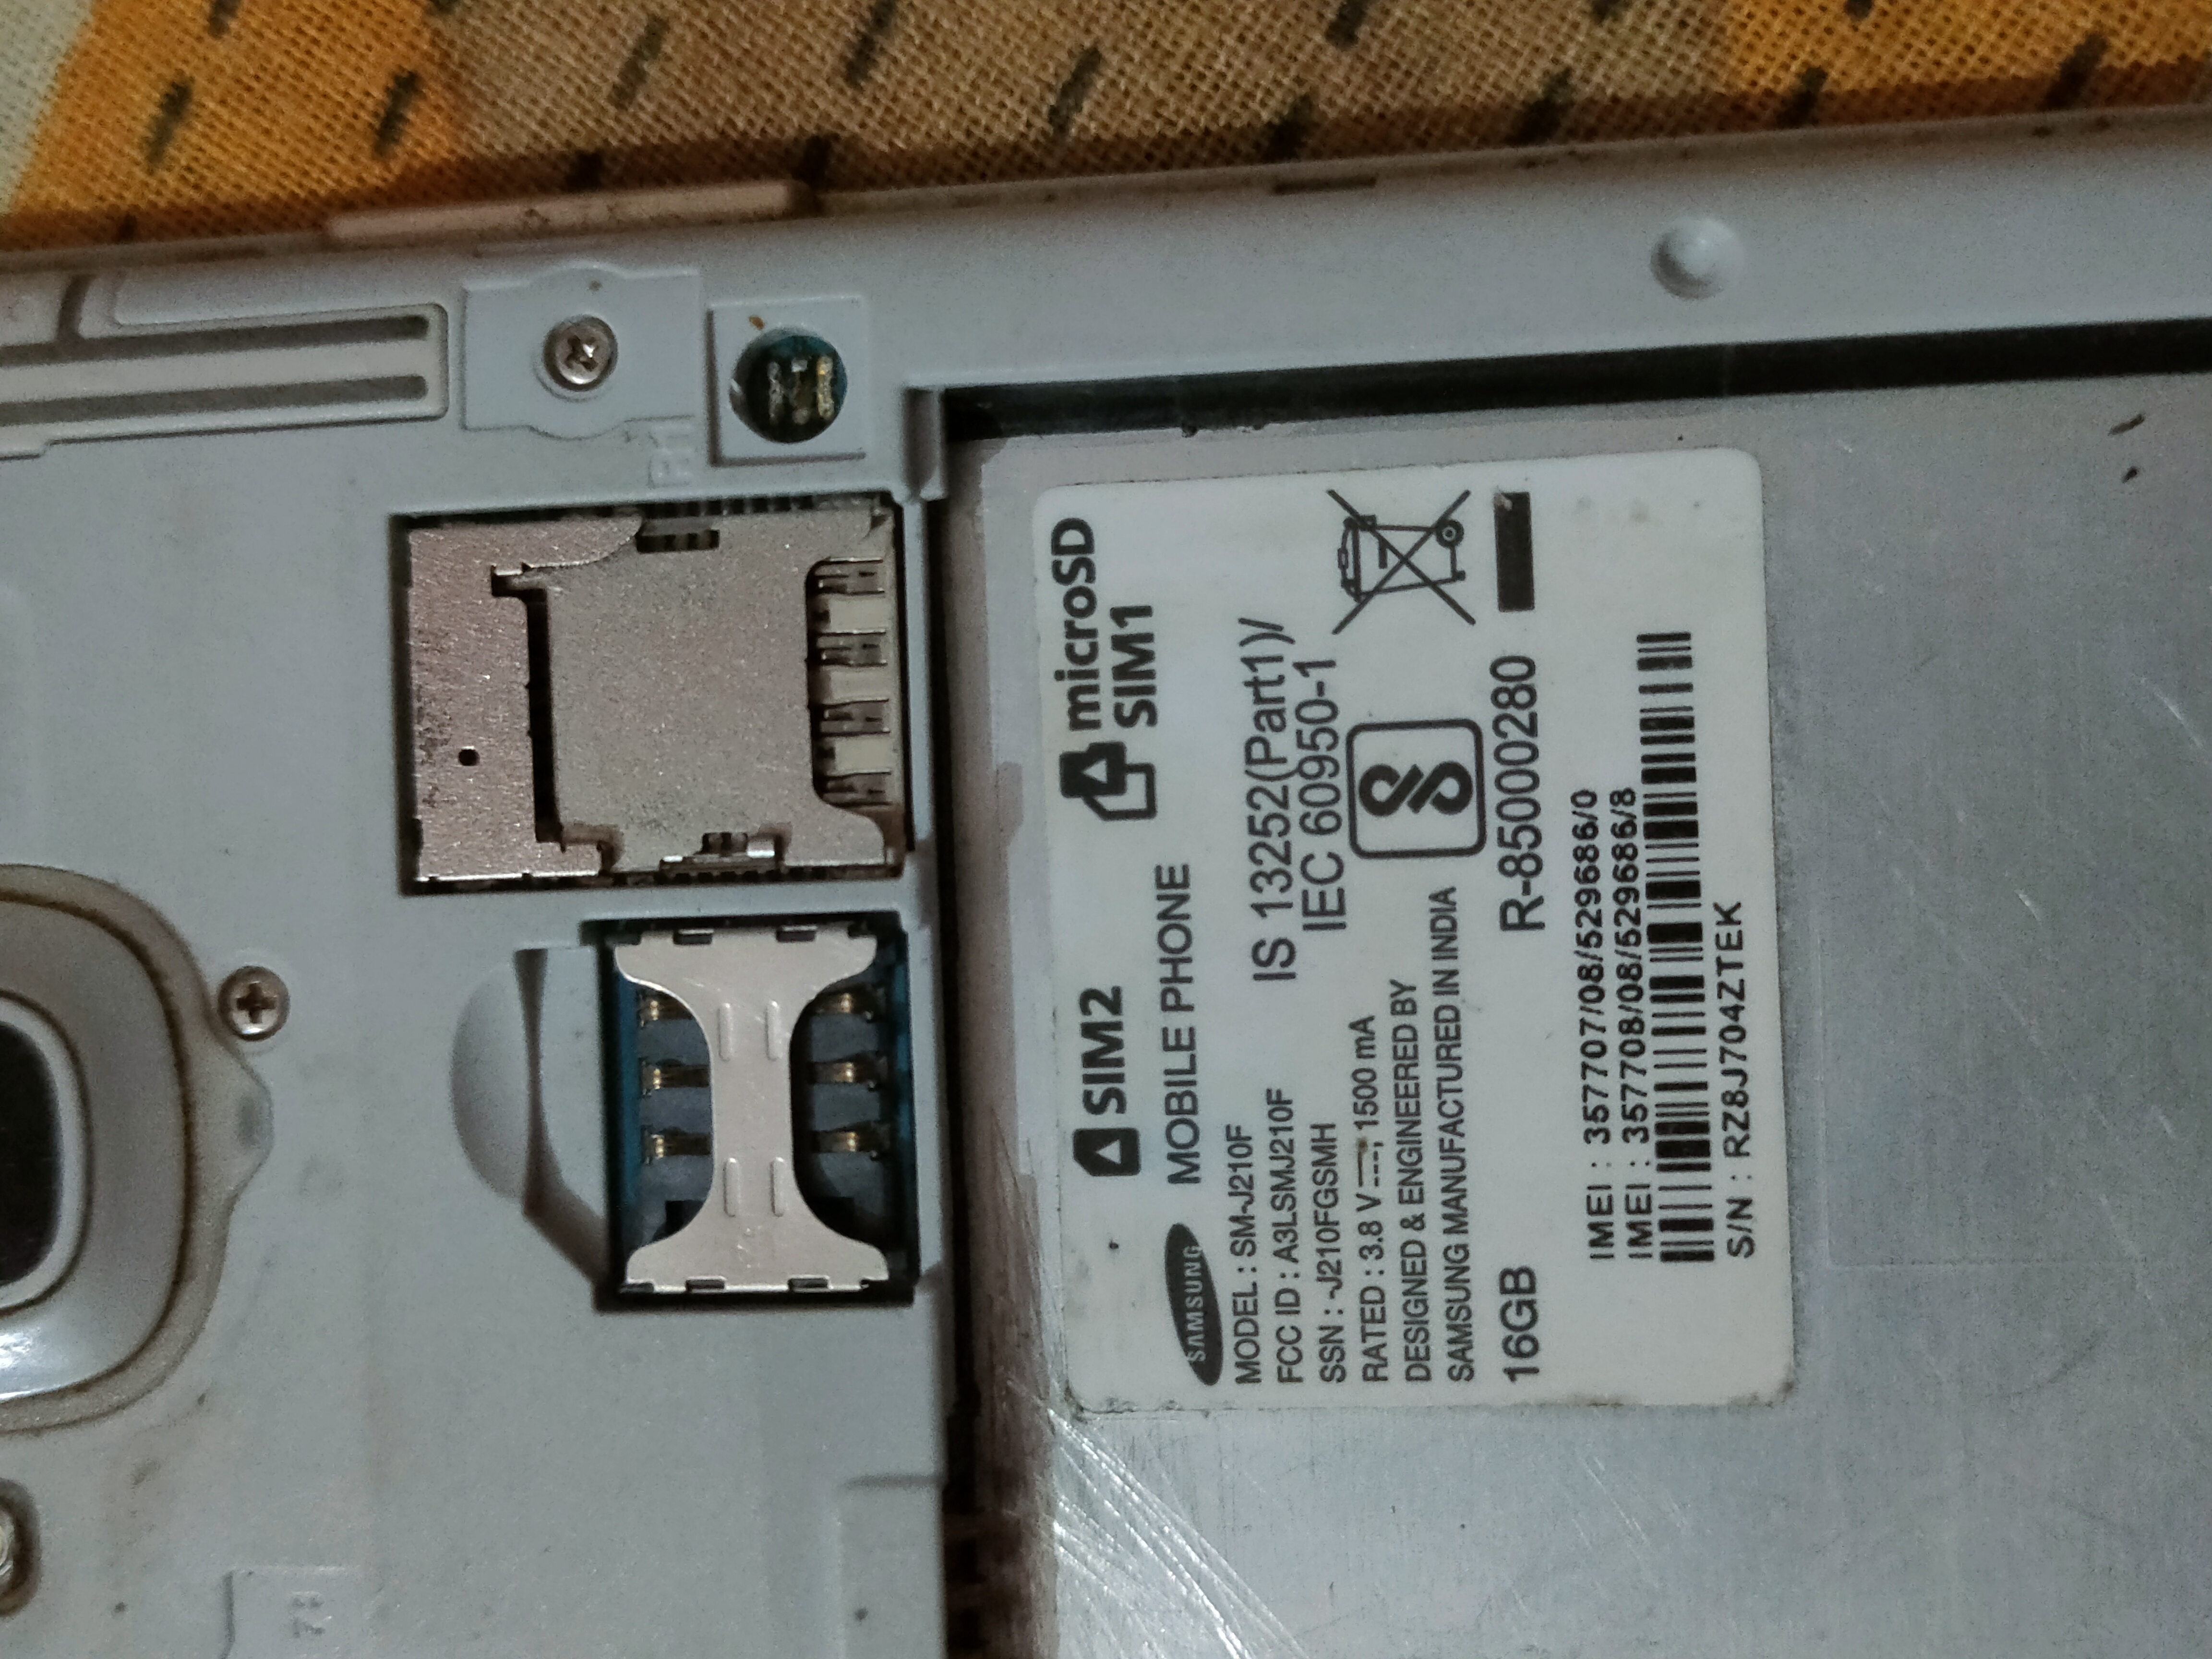 SIM2
microSD
SIM1
SAMSUNG
MOBILE PHONE
MODEL : SM-J210F
FCC ID : A3LSMJ210F
SSN : -J210FGSMH
RATED : 3.8 V ; 1500 mA
DESIGNED & ENGINEERED BY
SAMSUNG MANUFACTURED IN INDIA
IS 13252(Part1)/
IEC 60950-1
R-85000280
16GB
IMEI : 357707/08/529686/0
IMEI : 357708/08/529686/8
S/N : RZ8J704ZTEK